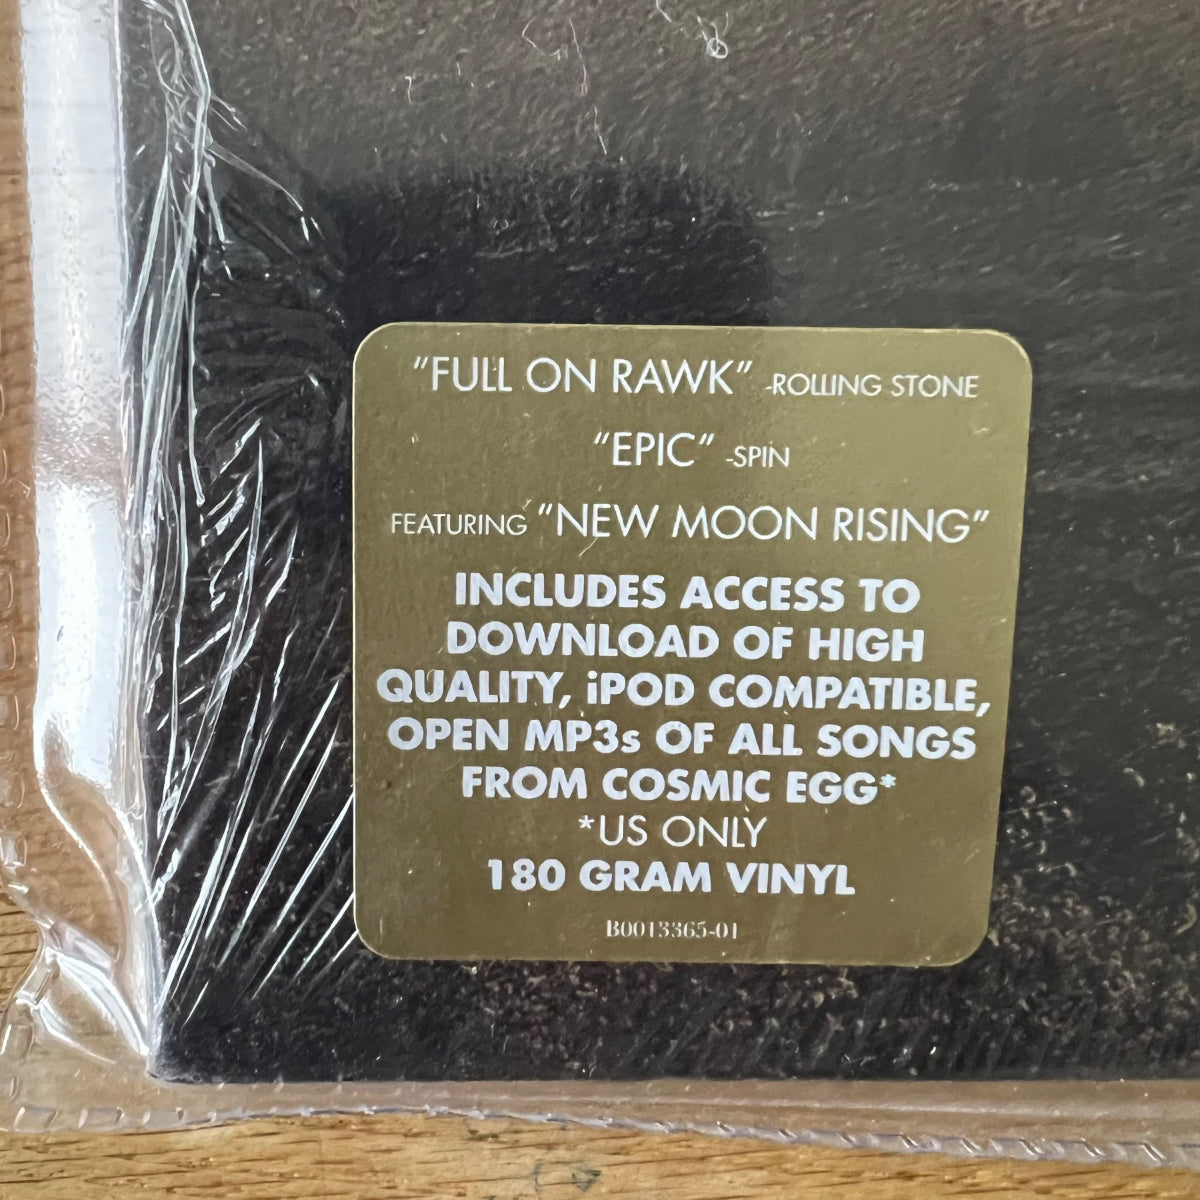 "FULL ON RAWK" -ROLLING STONE
"EPIC" -SPIN
FEATURING "NEW MOON RISING"
INCLUDES ACCESS TO
DOWNLOAD OF HIGH
QUALITY, iPOD COMPATIBLE,
OPEN MP3s OF ALL SONGS
FROM COSMIC EGG*
*US ONLY
180 GRAM VINYL
B0013365-01